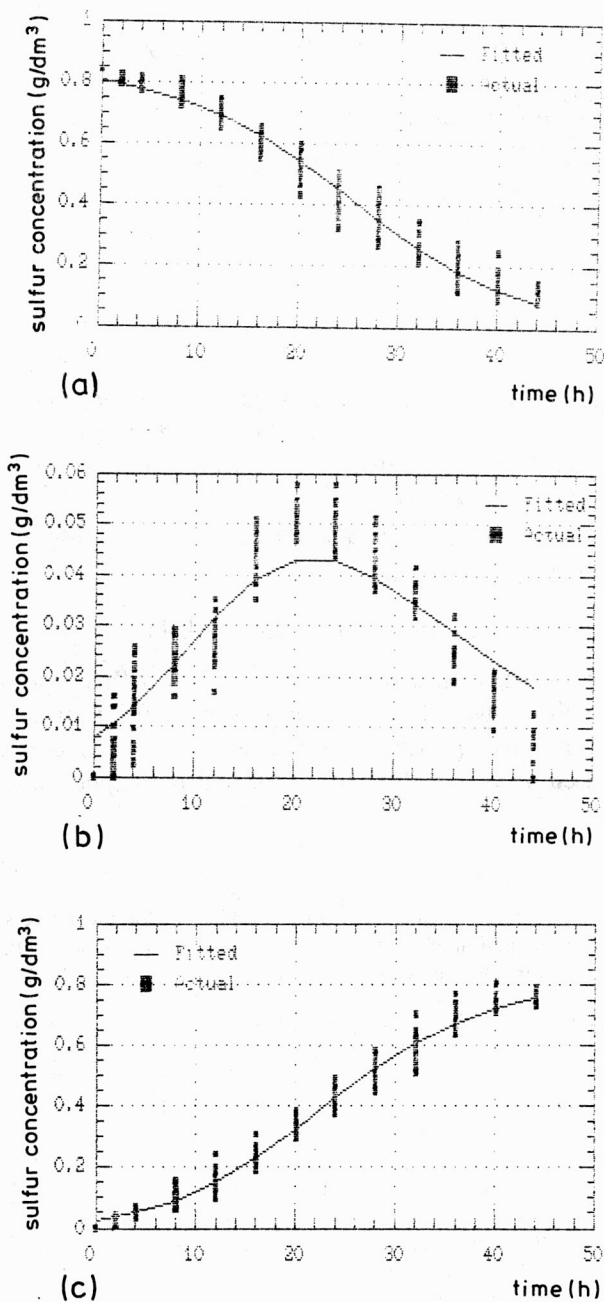 sulfur concentration (g/dm³)
1
0.8
0.6
0.4
0.2
0
Fitted
Actual
0 10 20 30 40 50
(a)
time (h)
sulfur concentration (g/dm³)
0.06
0.05
0.04
0.03
0.02
0.01
0
Fitted
Actual
0 10 20 30 40 50
(b)
time (h)
sulfur concentration (g/dm³)
1
0.8
0.6
0.4
0.2
0
Fitted
Actual
0 10 20 30 40 50
(c)
time (h)